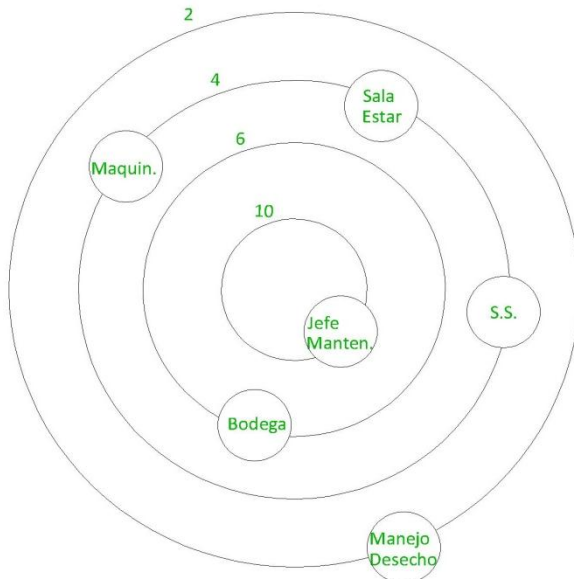 2
4
Sala
Estar
6
Maquin.
10
S.S.
Jefe
Manten.
Bodega
Manejo
Desecho